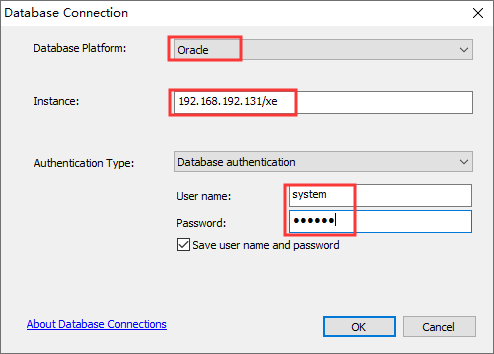 Database Connection
Database Platform: Oracle
Instance: 192.168.192.131/xe
Authentication Type: Database authentication
User name: system
Password: ••••••
Save user name and password
About Database Connections OK Cancel